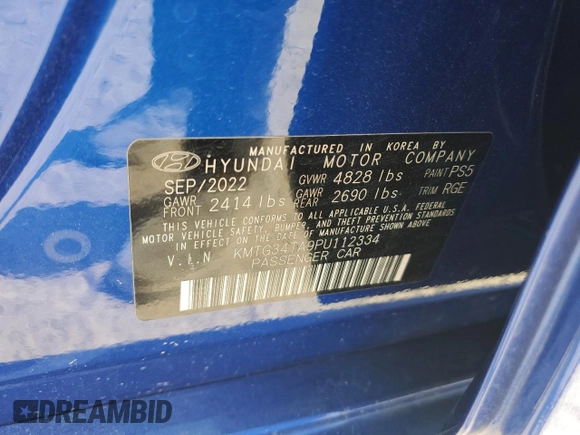 MANUFACTURED IN KOREA BY
HYUNDAI MOTOR COMPANY
SEP/2022 GVWR 4828 lbs PAINT PS5
GAWR FRONT 2414 lbs GAWR REAR 2690 lbs TRIM RGE
THIS VEHICLE CONFORMS TO ALL APPLICABLE U.S.A. FEDERAL
MOTOR VEHICLE SAFETY, BUMPER, AND THEFT PREVENTION STANDARDS
IN EFFECT ON THE DATE OF MANUFACTURE SHOWN ABOVE.
V.I.N KMTG34TA9PU112334
PASSENGER CAR
DREAMBID